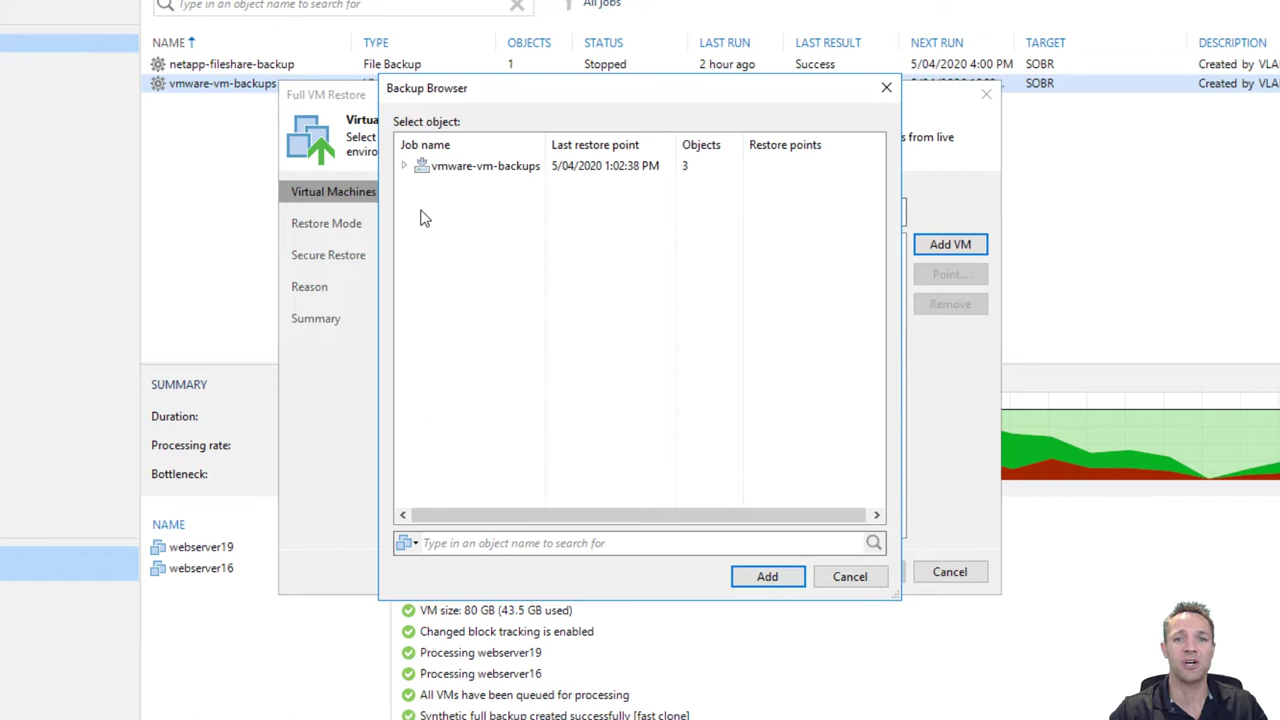 Type in an object name to search for
All jobs
NAME TYPE OBJECTS STATUS LAST RUN LAST RESULT NEXT RUN TARGET DESCRIPTION
netapp-fileshare-backup File Backup 1 Stopped 2 hour ago Success 5/04/2020 4:00 PM SOBR Created by VLA
vmware-vm-backups SOBR Created by VLA
Full VM Restore
Backup Browser
Select object:
Job name Last restore point Objects Restore points
vmware-vm-backups 5/04/2020 1:02:38 PM 3
Virtual Machines
Restore Mode
Secure Restore
Reason
Summary
from live
Add VM
Point...
Remove
Type in an object name to search for
Add Cancel
Cancel
SUMMARY
Duration:
Processing rate:
Bottleneck:
NAME
webserver19
webserver16
VM size: 80 GB (43.5 GB used)
Changed block tracking is enabled
Processing webserver19
Processing webserver16
All VMs have been queued for processing
Synthetic full backup created successfully [fast clone]